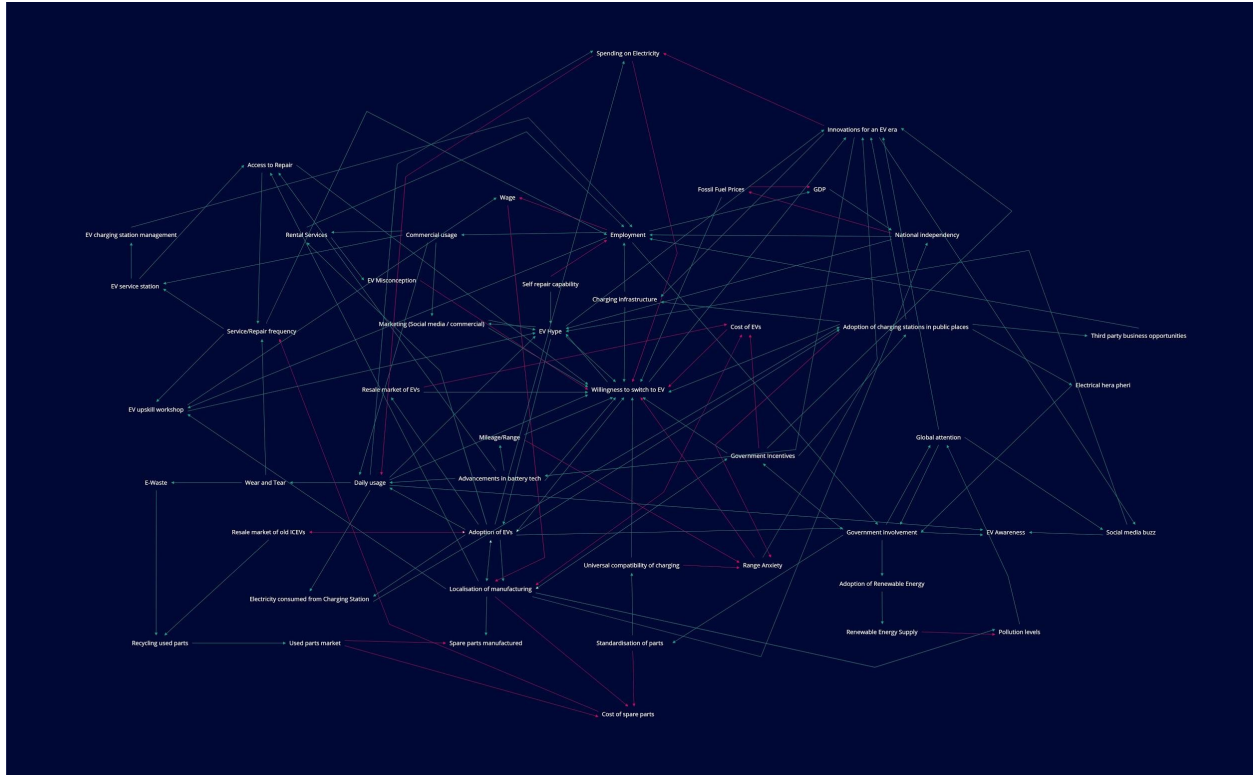 Spending on Electricity
Innovations for an EV era
Access to Repair
Fossil Fuel Prices
GDP
Wage
EV charging station management
Rental Services
Commercial usage
Employment
National Independency
EV Misconception
Self repair capability
EV service station
Charging infrastructure
Marketing (Social media / commercial)
Service/Repair frequency
EV Hype
Cost of EVs
Adoption of charging stations in public places
Third party business opportunities
Resale market of EVs
Willingness to switch to EV
Electrical hera pheri
EV upskill workshop
Mileage/Range
Global attention
Government Incentives
E-Waste
Wear and Tear
Daily usage
Advancements in battery tech
Resale market of old ICEVs
Adoption of EVs
Government Involvement
EV Awareness
Social media buzz
Universal compatibility of charging
Range Anxiety
Electricity consumed from Charging Station
Localisation of manufacturing
Adoption of Renewable Energy
Recycling used parts
Used parts market
Spare parts manufactured
Standardisation of parts
Renewable Energy Supply
Pollution levels
Cost of spare parts